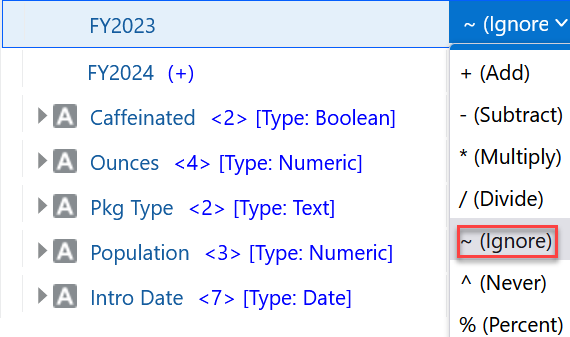 FY2023
~ (Ignore
FY2024 (+)
+ (Add)
A Caffeinated <2> [Type: Boolean]
- (Subtract)
A Ounces <4> [Type: Numeric]
* (Multiply)
A Pkg Type <2> [Type: Text]
/ (Divide)
A Population <3> [Type: Numeric]
~ (Ignore)
A Intro Date <7> [Type: Date]
^ (Never)
% (Percent)